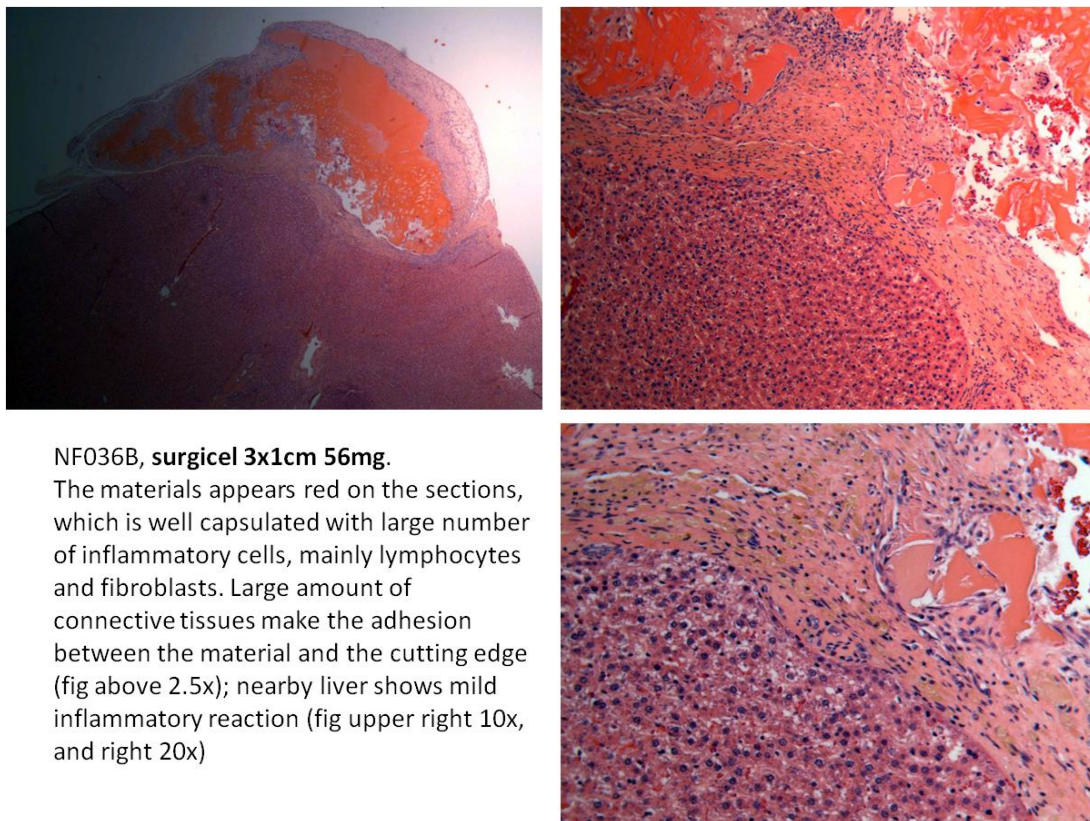 NF036B, surgicel 3x1cm 56mg.
The materials appears red on the sections,
which is well capsulated with large number
of inflammatory cells, mainly lymphocytes
and fibroblasts. Large amount of
connective tissues make the adhesion
between the material and the cutting edge
(fig above 2.5x); nearby liver shows mild
inflammatory reaction (fig upper right 10x,
and right 20x)